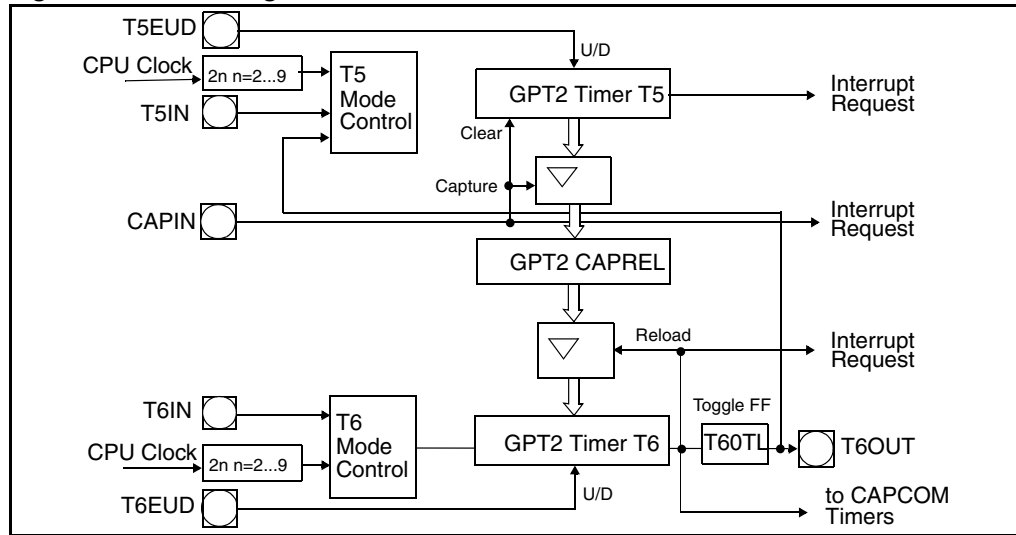 T5EUD
U/D
CPU Clock
2n n=2...9
T5
Mode
Control
GPT2 Timer T5
Interrupt
Request
T5IN
Clear
Capture
CAPIN
Interrupt
Request
GPT2 CAPREL
Reload
Interrupt
Request
T6IN
T6
Mode
Control
Toggle FF
GPT2 Timer T6
T60TL
T6OUT
CPU Clock
2n n=2...9
T6EUD
U/D
to CAPCOM
Timers